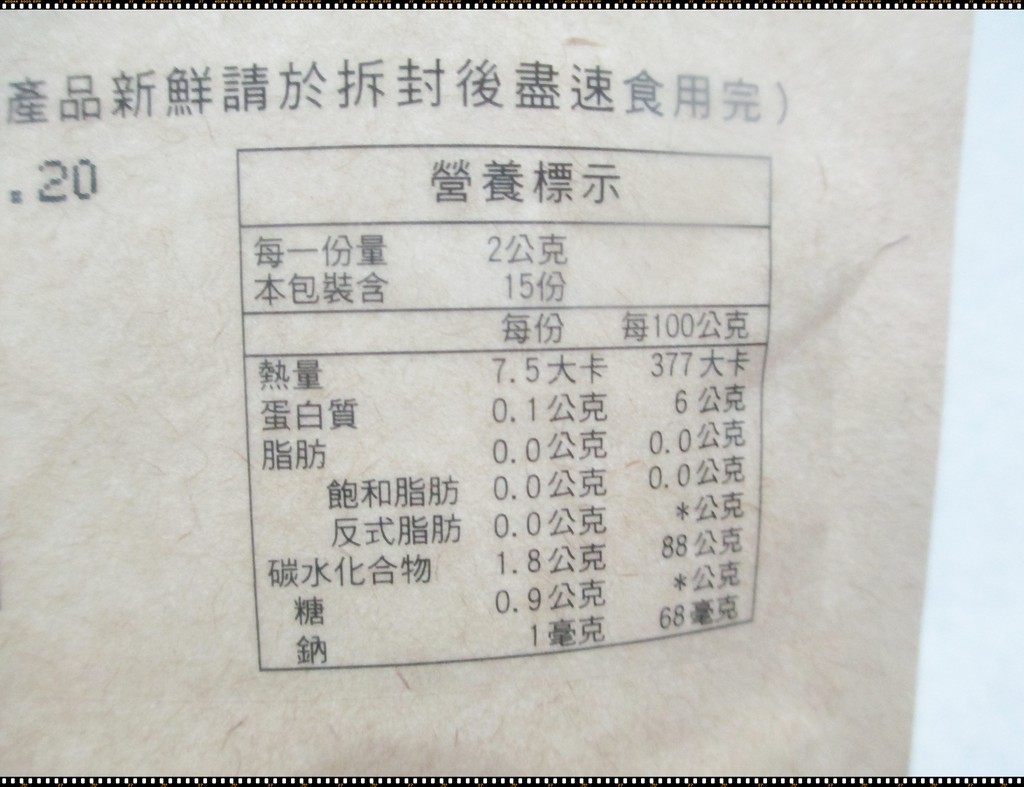 產品新鮮請於拆封後盡速食用完)
.20
營養標示
每一份量 2公克
本包裝含 15份
每份 每100公克
熱量 7.5大卡 377大卡
蛋白質 0.1公克 6公克
脂肪 0.0公克 0.0公克
飽和脂肪 0.0公克 0.0公克
反式脂肪 0.0公克 *公克
碳水化合物 1.8公克 88公克
糖 0.9公克 *公克
鈉 1毫克 68毫克